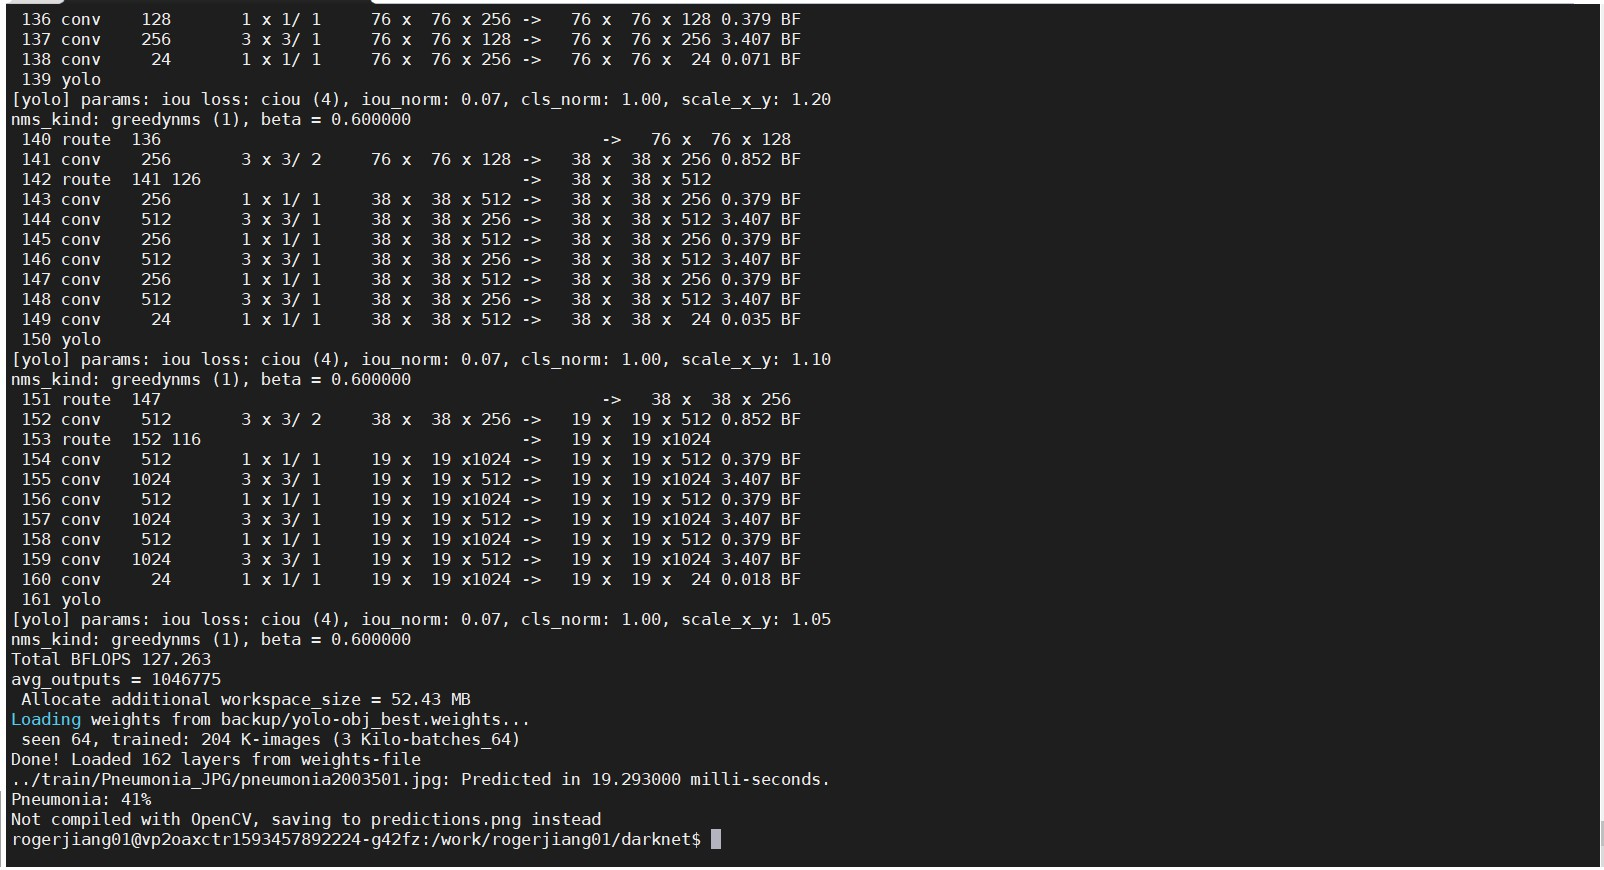 136 conv    128       1 x 1/ 1     76 x  76 x 256 ->   76 x  76 x 128 0.379 BF
137 conv    256       3 x 3/ 1     76 x  76 x 128 ->   76 x  76 x 256 3.407 BF
138 conv     24       1 x 1/ 1     76 x  76 x 256 ->   76 x  76 x  24 0.071 BF
139 yolo
[yolo] params: iou loss: ciou (4), iou_norm: 0.07, cls_norm: 1.00, scale_x_y: 1.20
nms_kind: greedynms (1), beta = 0.600000
140 route  136                                            ->   76 x  76 x 128
141 conv    256       3 x 3/ 2     76 x  76 x 128 ->   38 x  38 x 256 0.852 BF
142 route  141 126                                ->   38 x  38 x 512
143 conv    256       1 x 1/ 1     38 x  38 x 512 ->   38 x  38 x 256 0.379 BF
144 conv    512       3 x 3/ 1     38 x  38 x 256 ->   38 x  38 x 512 3.407 BF
145 conv    256       1 x 1/ 1     38 x  38 x 512 ->   38 x  38 x 256 0.379 BF
146 conv    512       3 x 3/ 1     38 x  38 x 256 ->   38 x  38 x 512 3.407 BF
147 conv    256       1 x 1/ 1     38 x  38 x 512 ->   38 x  38 x 256 0.379 BF
148 conv    512       3 x 3/ 1     38 x  38 x 256 ->   38 x  38 x 512 3.407 BF
149 conv     24       1 x 1/ 1     38 x  38 x 512 ->   38 x  38 x  24 0.035 BF
150 yolo
[yolo] params: iou loss: ciou (4), iou_norm: 0.07, cls_norm: 1.00, scale_x_y: 1.10
nms_kind: greedynms (1), beta = 0.600000
151 route  147                                            ->   38 x  38 x 256
152 conv    512       3 x 3/ 2     38 x  38 x 256 ->   19 x  19 x 512 0.852 BF
153 route  152 116                                ->   19 x  19 x1024
154 conv    512       1 x 1/ 1     19 x  19 x1024 ->   19 x  19 x 512 0.379 BF
155 conv   1024       3 x 3/ 1     19 x  19 x 512 ->   19 x  19 x1024 3.407 BF
156 conv    512       1 x 1/ 1     19 x  19 x1024 ->   19 x  19 x 512 0.379 BF
157 conv   1024       3 x 3/ 1     19 x  19 x 512 ->   19 x  19 x1024 3.407 BF
158 conv    512       1 x 1/ 1     19 x  19 x1024 ->   19 x  19 x 512 0.379 BF
159 conv   1024       3 x 3/ 1     19 x  19 x 512 ->   19 x  19 x1024 3.407 BF
160 conv     24       1 x 1/ 1     19 x  19 x1024 ->   19 x  19 x  24 0.018 BF
161 yolo
[yolo] params: iou loss: ciou (4), iou_norm: 0.07, cls_norm: 1.00, scale_x_y: 1.05
nms_kind: greedynms (1), beta = 0.600000
Total BFLOPS 127.263
avg_outputs = 1046775
Allocate additional workspace_size = 52.43 MB
Loading weights from backup/yolo-obj_best.weights...
seen 64, trained: 204 K-images (3 Kilo-batches_64)
Done! Loaded 162 layers from weights-file
../train/Pneumonia_JPG/pneumonia2003501.jpg: Predicted in 19.293000 milli-seconds.
Pneumonia: 41%
Not compiled with OpenCV, saving to predictions.png instead
rogerjiang01@vp2oaxctr1593457892224-g42fz:/work/rogerjiang01/darknet$